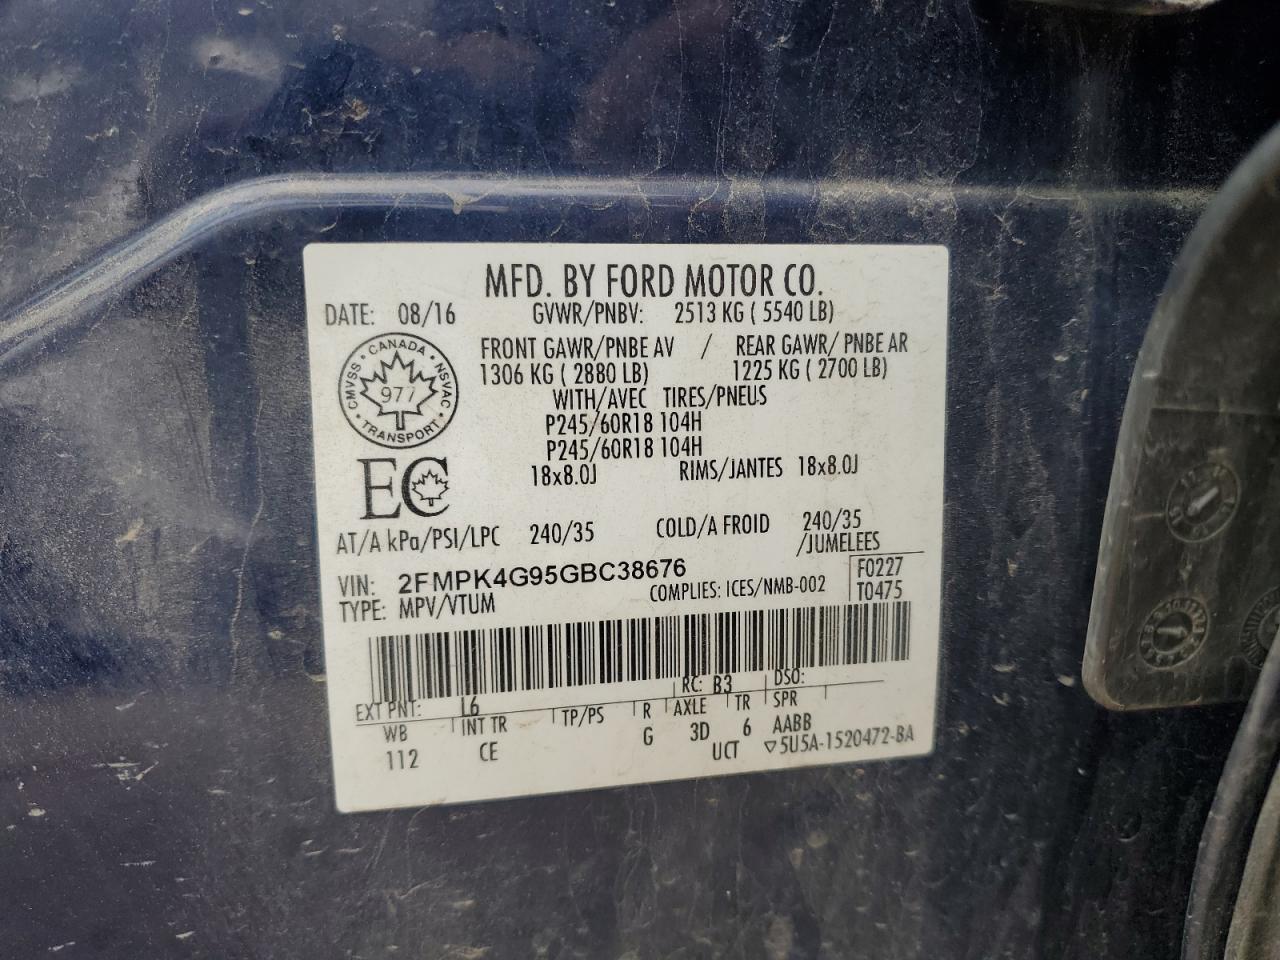 MFD. BY FORD MOTOR CO.
DATE: 08/16 GVWR/PNBV: 2513 KG ( 5540 LB)
FRONT GAWR/PNBE AV / REAR GAWR/ PNBE AR
1306 KG ( 2880 LB) 1225 KG ( 2700 LB)
WITH/AVEC TIRES/PNEUS
P245/60R18 104H
P245/60R18 104H
18x8.0J RIMS/JANTES 18x8.0J
CANADA
CMVSS NSVAC
977
TRANSPORT
EC
AT/A kPa/PSI/LPC 240/35 COLD/A FROID 240/35
/JUMELEES
VIN: 2FMPK4G95GBC38676 F0227
TYPE: MPV/VTUM COMPLIES: ICES/NMB-002 T0475
EXT PNT: L6 RC: B3 DSO:
WB INT TR TP/PS R AXLE TR SPR
112 CE G 3D 6 AABB
UCT ▽5U5A-1520472-BA